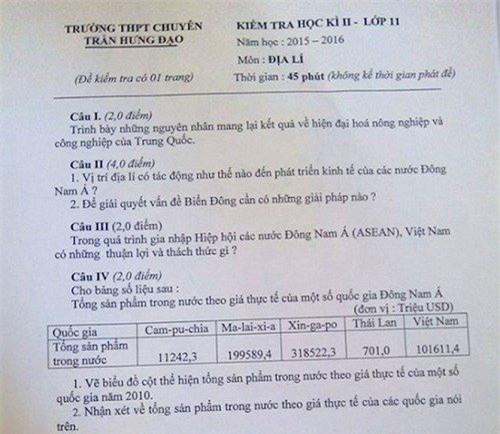 TRƯỜNG THPT CHUYÊN
TRẦN HƯNG ĐẠO
(Đề kiểm tra có 01 trang)
KIỂM TRA HỌC KÌ II - LỚP 11
Năm học : 2015 – 2016
Môn : ĐỊA LÍ
Thời gian : 45 phút (không kể thời gian phát đề)
Câu I. (2,0 điểm)
Trình bày những nguyên nhân mang lại kết quả về hiện đại hoá nông nghiệp và
công nghiệp của Trung Quốc.
Câu II (4,0 điểm)
1. Vị trí địa lí có tác động như thế nào đến phát triển kinh tế của các nước Đông
Nam Á ?
2. Để giải quyết vấn đề Biển Đông cần có những giải pháp nào ?
Câu III (2,0 điểm)
Trong quá trình gia nhập Hiệp hội các nước Đông Nam Á (ASEAN), Việt Nam
có những thuận lợi và thách thức gì ?
Câu IV (2,0 điểm)
Cho bảng số liệu sau :
Tổng sản phẩm trong nước theo giá thực tế của một số quốc gia Đông Nam Á
(đơn vị : Triệu USD)
Quốc gia Cam-pu-chia Ma-lai-xi-a Xin-ga-po Thái Lan Việt Nam
Tổng sản phẩm
trong nước 11242,3 199589,4 318522,3 701,0 101611,4
1. Vẽ biểu đồ cột thể hiện tổng sản phẩm trong nước theo giá thực tế của một số
quốc gia năm 2010.
2. Nhận xét về tổng sản phẩm trong nước theo giá thực tế của các quốc gia nói
trên.